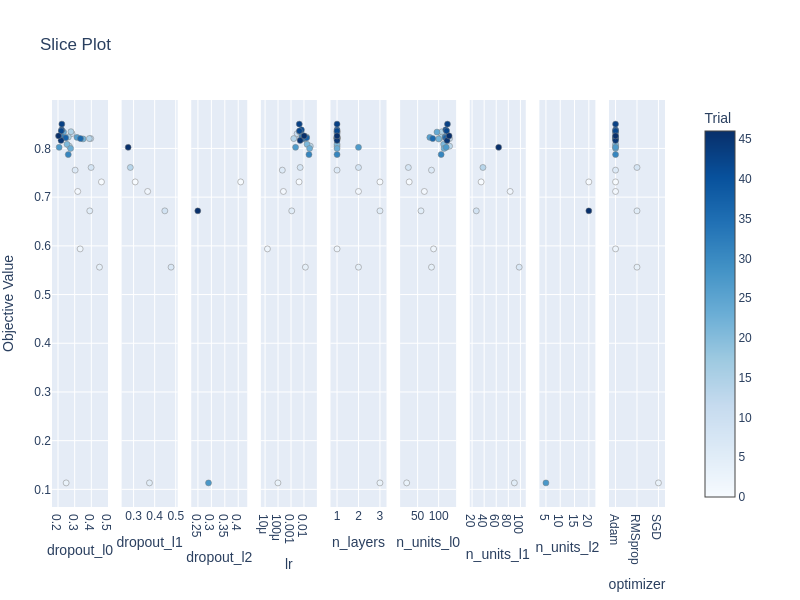 Slice Plot
Trial
Objective Value
0.8
0.7
0.6
0.5
0.4
0.3
0.2
0.1
0.2 0.3 0.4 0.5
dropout_l0
0.3 0.4 0.5
dropout_l1
0.25 0.3 0.35 0.4
dropout_l2
10μ 100μ 0.001 0.01
lr
1 2 3
n_layers
50 100
n_units_l0
20 40 60 80 100
n_units_l1
5 10 15 20
n_units_l2
Adam RMSprop SGD
optimizer
45
40
35
30
25
20
15
10
5
0